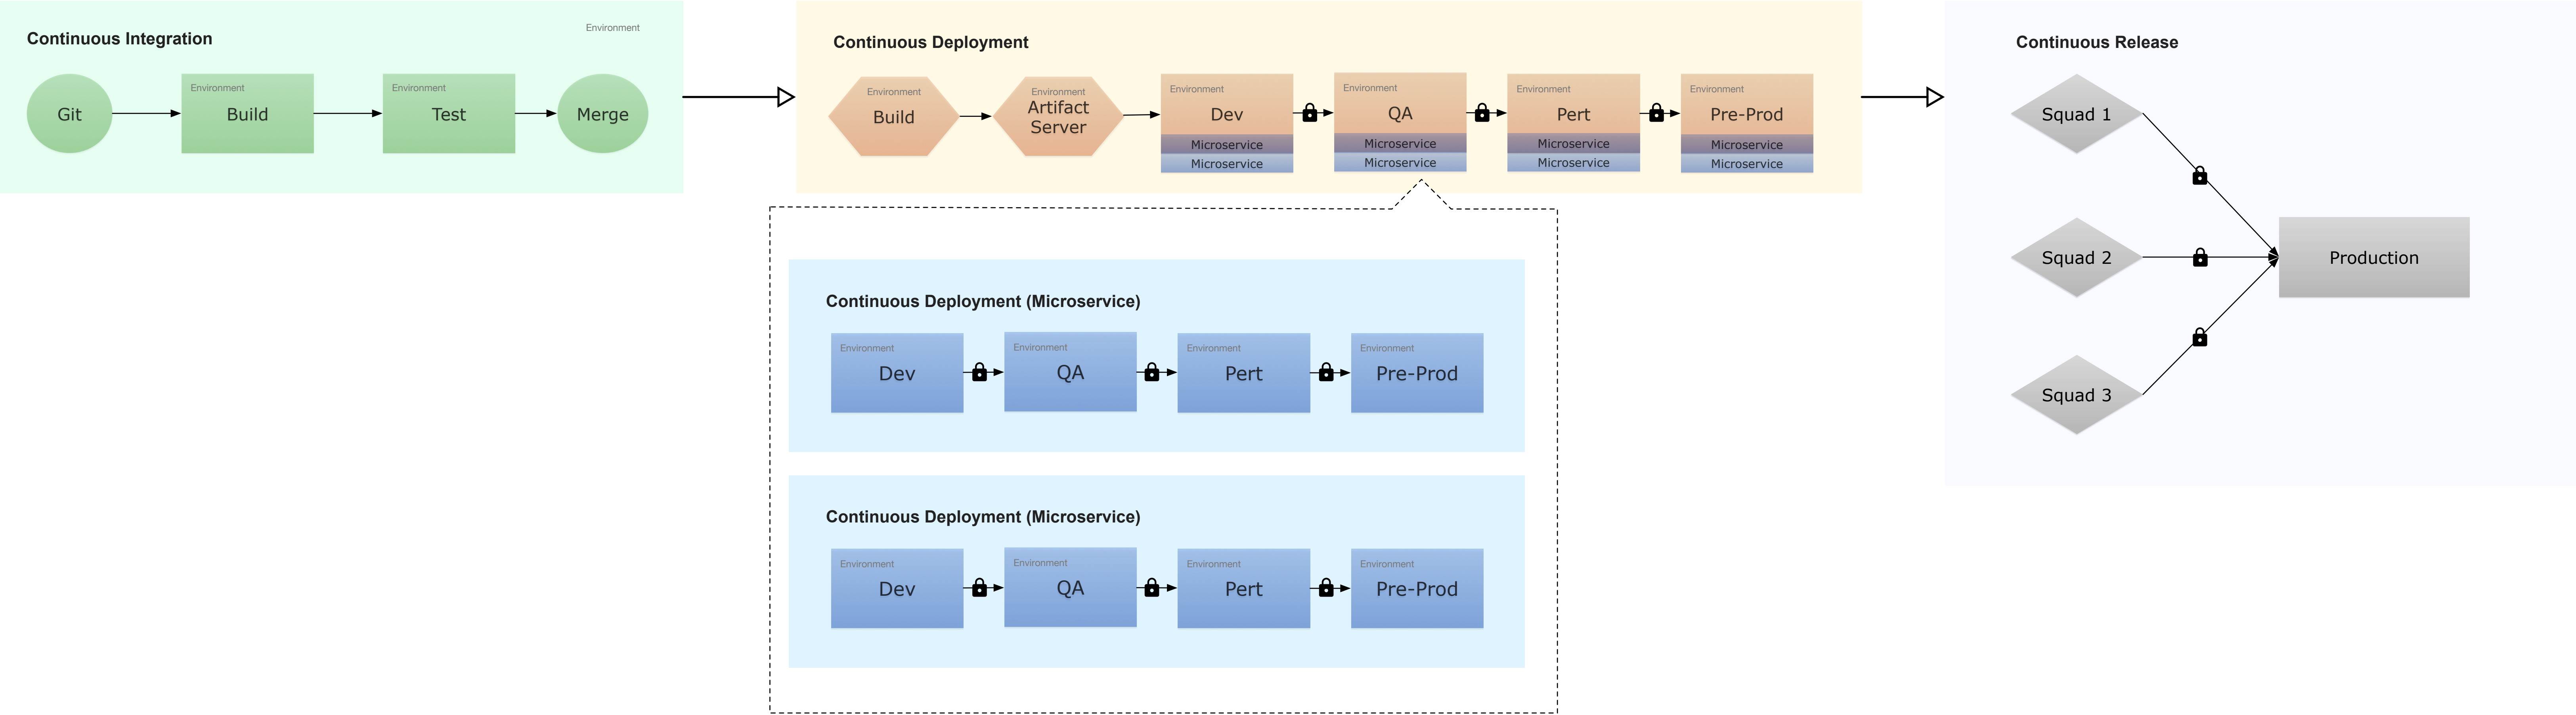 Continuous Integration
Environment
Git
Environment
Build
Environment
Test
Merge
Continuous Deployment
Environment
Build
Environment
Artifact
Server
Environment
Dev
Microservice
Microservice
Environment
QA
Microservice
Microservice
Environment
Pert
Microservice
Microservice
Environment
Pre-Prod
Microservice
Microservice
Continuous Deployment (Microservice)
Environment
Dev
Environment
QA
Environment
Pert
Environment
Pre-Prod
Continuous Deployment (Microservice)
Environment
Dev
Environment
QA
Environment
Pert
Environment
Pre-Prod
Continuous Release
Squad 1
Squad 2
Squad 3
Production